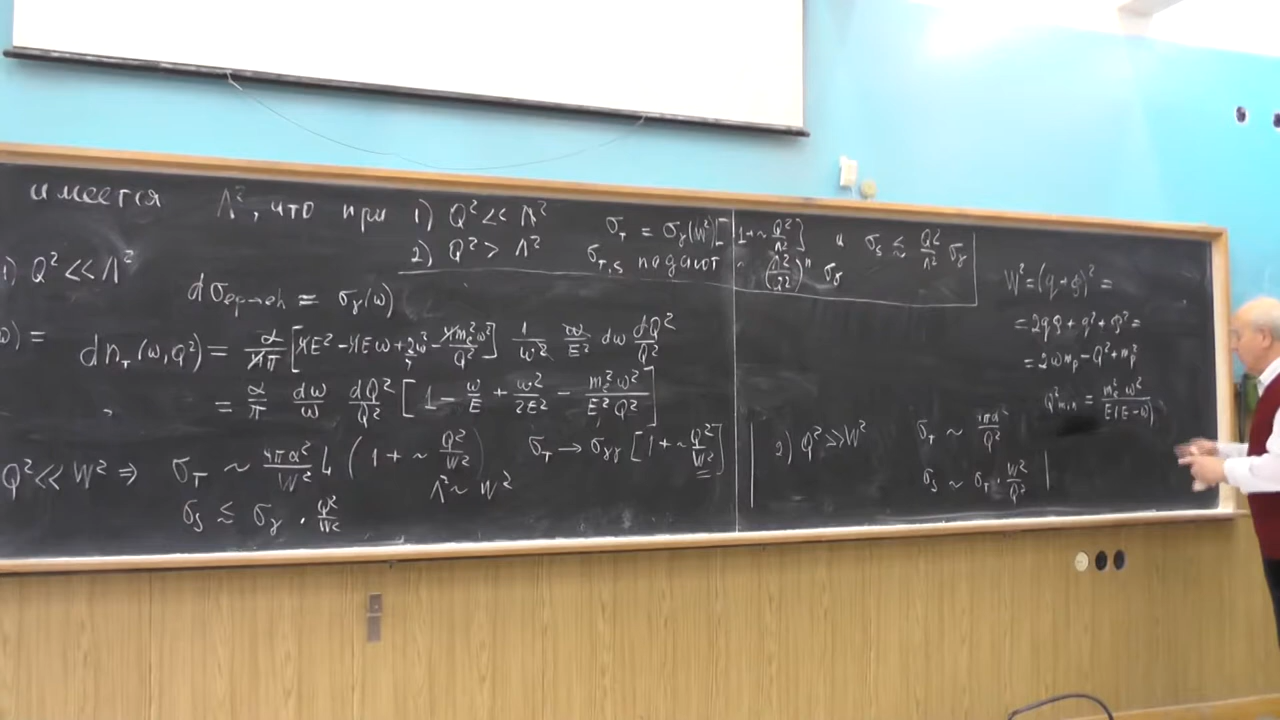 имеется Λ², что при 1) Q² << Λ²
2) Q² > Λ²
σ_T = σ_γ(W²)[1 + ~ Q²/Λ²] и σ_S ≲ Q²/Λ² σ_γ
σ_T,S падают ~ (Λ²/Q²)ⁿ σ_γ
1) Q² << Λ²
= σ_γ(ω)
dn_T(ω,Q²) = α/4π [4E² − 4Eω + 2ω² − 4m_e²ω²/Q²] 1/ω² ω/E² dω dQ²/Q²
= α/π dω/ω dQ²/Q² [1 − ω/E + ω²/2E² − m_e²ω²/E²Q²]
Q² << W² ⇒ σ_T ~ 4πα²/W² L (1 + ~ Q²/W²)
σ_T → σ_γγ [1 + ~ Q²/W²]
Λ² ~ W²
σ_S ≲ σ_γ · Q²/W²
2) Q² >> W²
σ_T ~ πα²/Q²
σ_S ~ σ_T · W²/Q²
W² = (q + p)² =
= 2qp + q² + p² =
= 2ωm_p − Q² + m_p²
Q²_min = m_e²ω²/E(E−ω)